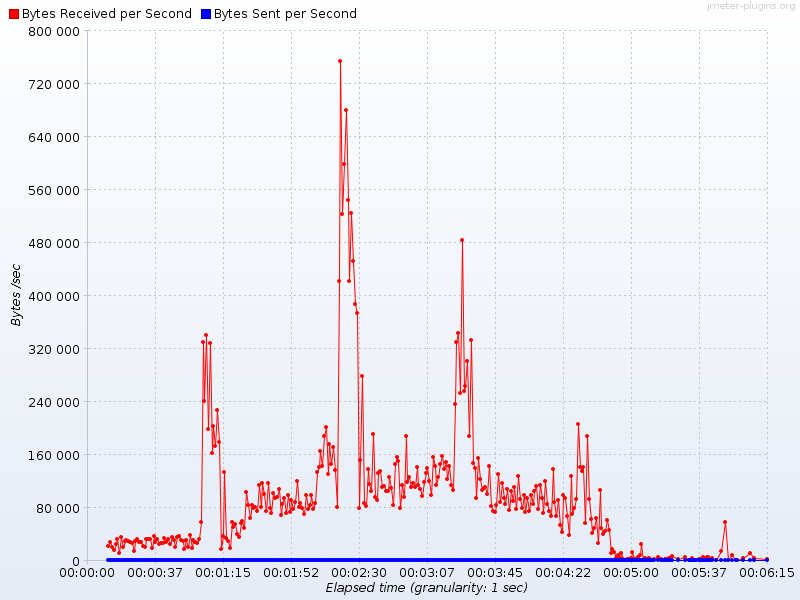 Bytes Received per Second Bytes Sent per Second
jmeter-plugins.org
800 000
720 000
640 000
560 000
480 000
400 000
320 000
240 000
160 000
80 000
0
Bytes /sec
00:00:00 00:00:37 00:01:15 00:01:52 00:02:30 00:03:07 00:03:45 00:04:22 00:05:00 00:05:37 00:06:15
Elapsed time (granularity: 1 sec)